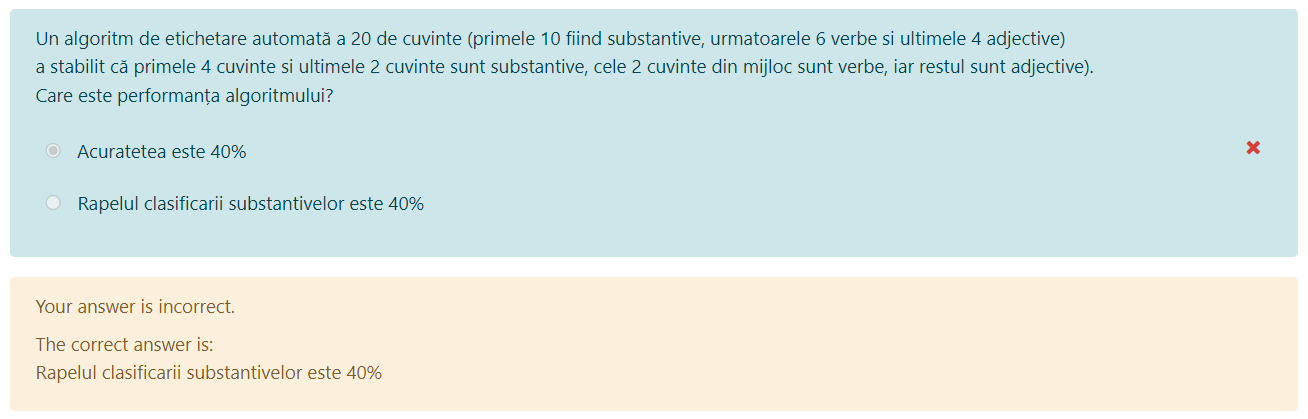 Un algoritm de etichetare automată a 20 de cuvinte (primele 10 fiind substantive, urmatoarele 6 verbe si ultimele 4 adjective)
a stabilit că primele 4 cuvinte si ultimele 2 cuvinte sunt substantive, cele 2 cuvinte din mijloc sunt verbe, iar restul sunt adjective).
Care este performanța algoritmului?
Acuratetea este 40%
Rapelul clasificarii substantivelor este 40%
Your answer is incorrect.
The correct answer is:
Rapelul clasificarii substantivelor este 40%